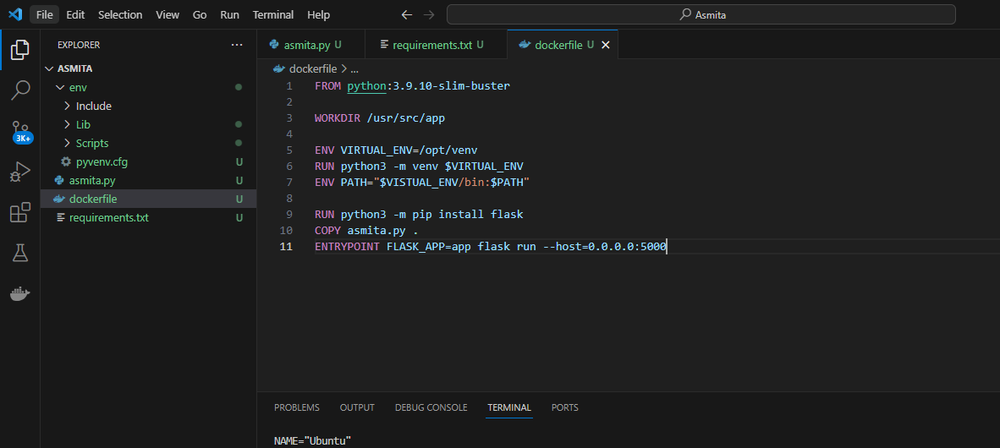 File Edit Selection View Go Run Terminal Help
Asmita
EXPLORER ...
ASMITA
env
Include
Lib
Scripts
pyvenv.cfg U
asmita.py U
dockerfile U
requirements.txt U
3K+
asmita.py U requirements.txt U dockerfile U
dockerfile > ...
1 FROM python:3.9.10-slim-buster
2
3 WORKDIR /usr/src/app
4
5 ENV VIRTUAL_ENV=/opt/venv
6 RUN python3 -m venv $VIRTUAL_ENV
7 ENV PATH="$VISTUAL_ENV/bin:$PATH"
8
9 RUN python3 -m pip install flask
10 COPY asmita.py .
11 ENTRYPOINT FLASK_APP=app flask run --host=0.0.0.0:5000
PROBLEMS OUTPUT DEBUG CONSOLE TERMINAL PORTS
NAME="Ubuntu"